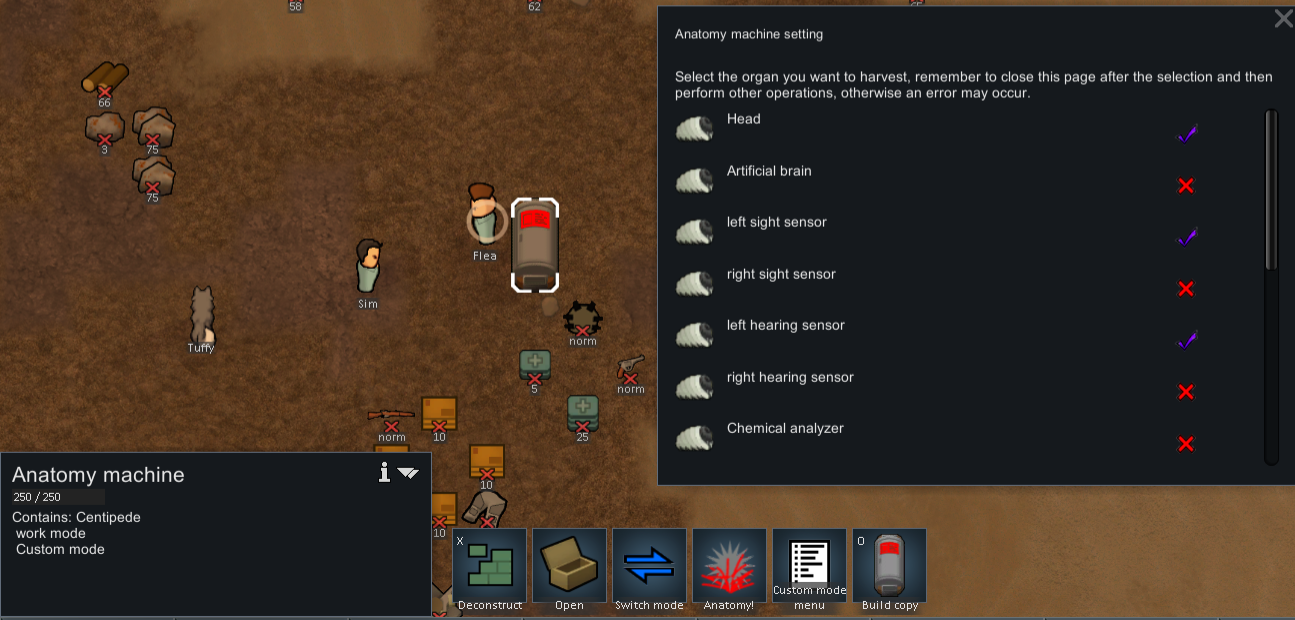 58
62
66
3
75
75
Flea
Sim
Tuffy
norm
5
norm
25
norm
10
10
10
Anatomy machine setting
Select the organ you want to harvest, remember to close this page after the selection and then
perform other operations, otherwise an error may occur.
Head
Artificial brain
left sight sensor
right sight sensor
left hearing sensor
right hearing sensor
Chemical analyzer
Anatomy machine
250 / 250
Contains: Centipede
work mode
Custom mode
X
Deconstruct
Open
Switch mode
Anatomy!
Custom mode
menu
O
Build copy